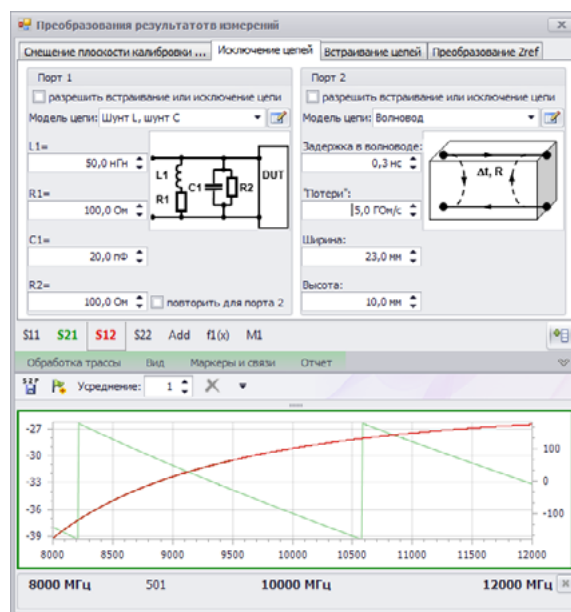 Преобразования результатотв измерений
Смещение плоскости калибровки ...
Исключение цепей
Встраивание цепей
Преобразование Zref
Порт 1
разрешить встраивание или исключение цепи
Модель цепи: Шунт L, шунт C
L1=
50,0 нГн
R1=
100,0 Ом
C1=
20,0 пФ
R2=
100,0 Ом
повторить для порта 2
L1
R1
C1
R2
DUT
Порт 2
разрешить встраивание или исключение цепи
Модель цепи: Волновод
Задержка в волноводе:
0,3 нс
"Потери":
5,0 ГОм/с
Ширина:
23,0 мм
Высота:
10,0 мм
Δt, R
S11 S21 S12 S22 Add f1(x) M1
Обработка трассы Вид Маркеры и связи Отчет
S2P
Усреднение: 1
-27
-30
-33
-36
-39
100
0
-100
8000 8500 9000 9500 10000 10500 11000 11500 12000
8000 МГц 501 10000 МГц 12000 МГц